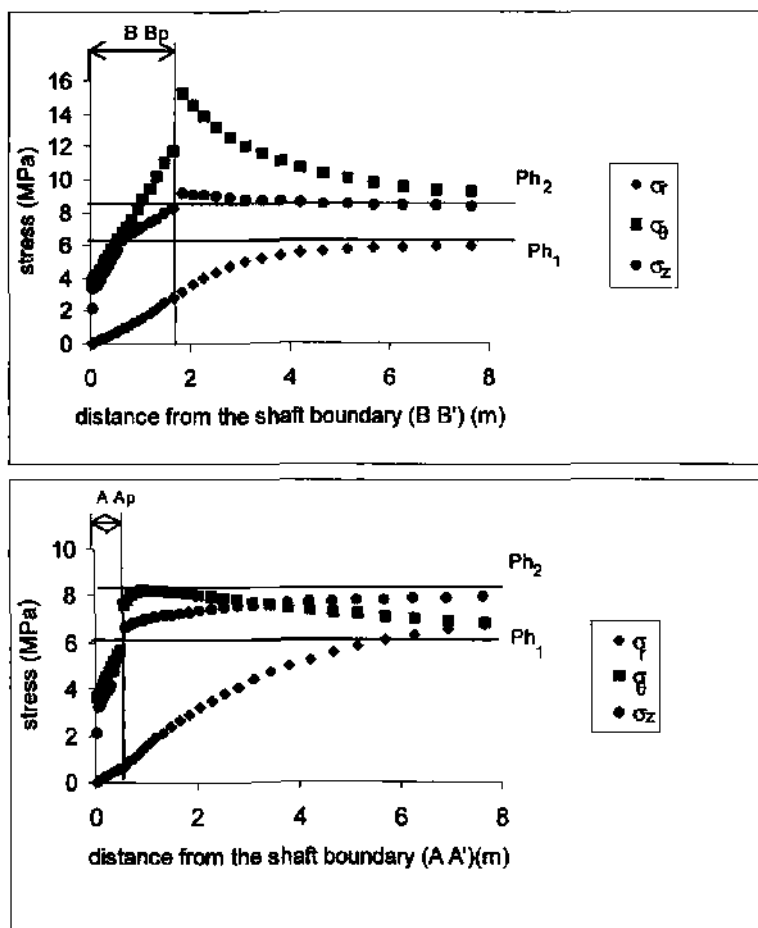 B Bp
16
14
12
10
8
6
4
2
0
stress (MPa)
Ph₂
Ph₁
σr
σθ
σz
0 2 4 6 8
distance from the shaft boundary (B B') (m)
A Ap
10
8
6
4
2
0
stress (MPa)
Ph₂
Ph₁
σr
σθ
σz
0 2 4 6 8
distance from the shaft boundary (A A')(m)